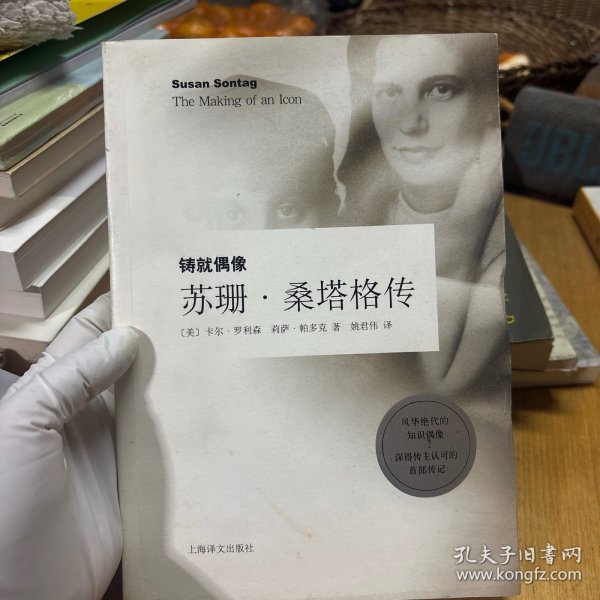 Susan Sontag
The Making of an Icon
铸就偶像
苏珊·桑塔格传
〔美〕卡尔·罗利森 莉萨·帕多克 著 姚君伟 译
风华绝代的
知识偶像
深得传主认可的
首部传记
上海译文出版社
JBL
孔夫子旧书网
www.kongfz.com